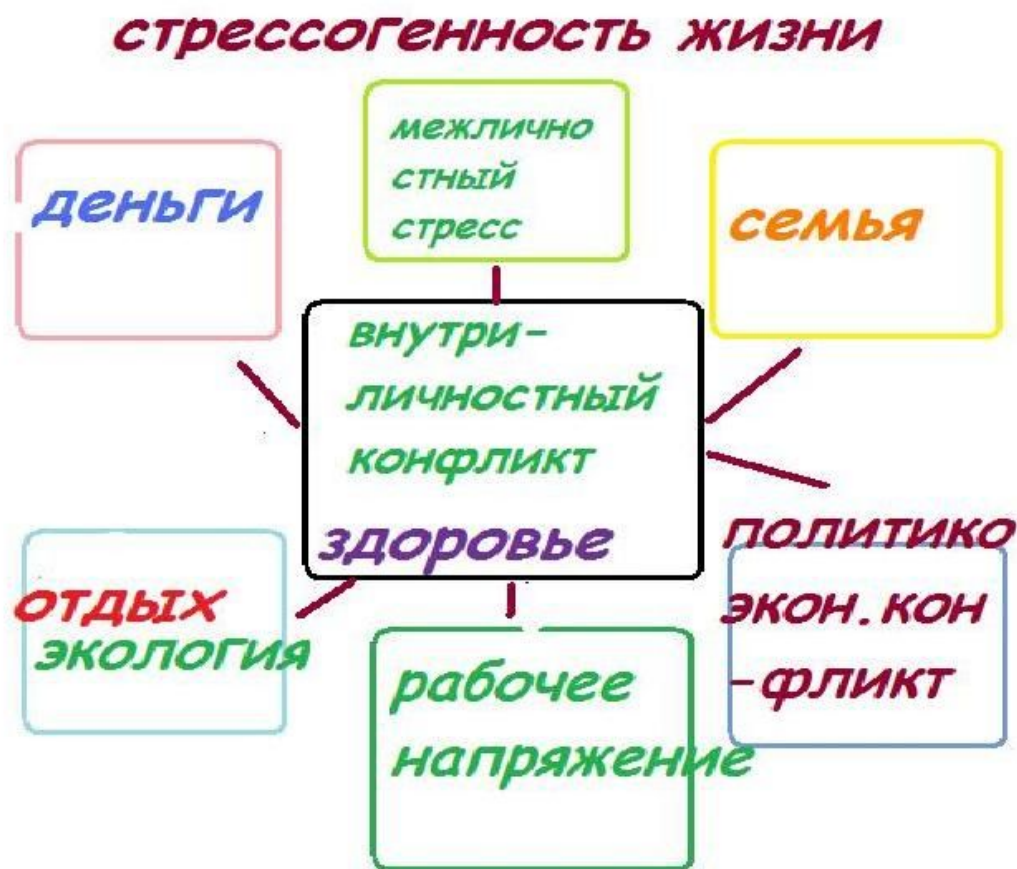 стрессогенность жизни
деньги
межлично
стный
стресс
семья
внутри-
личностный
конфликт
здоровье
отдых
экология
рабочее
напряжение
политико
экон.кон
-фликт